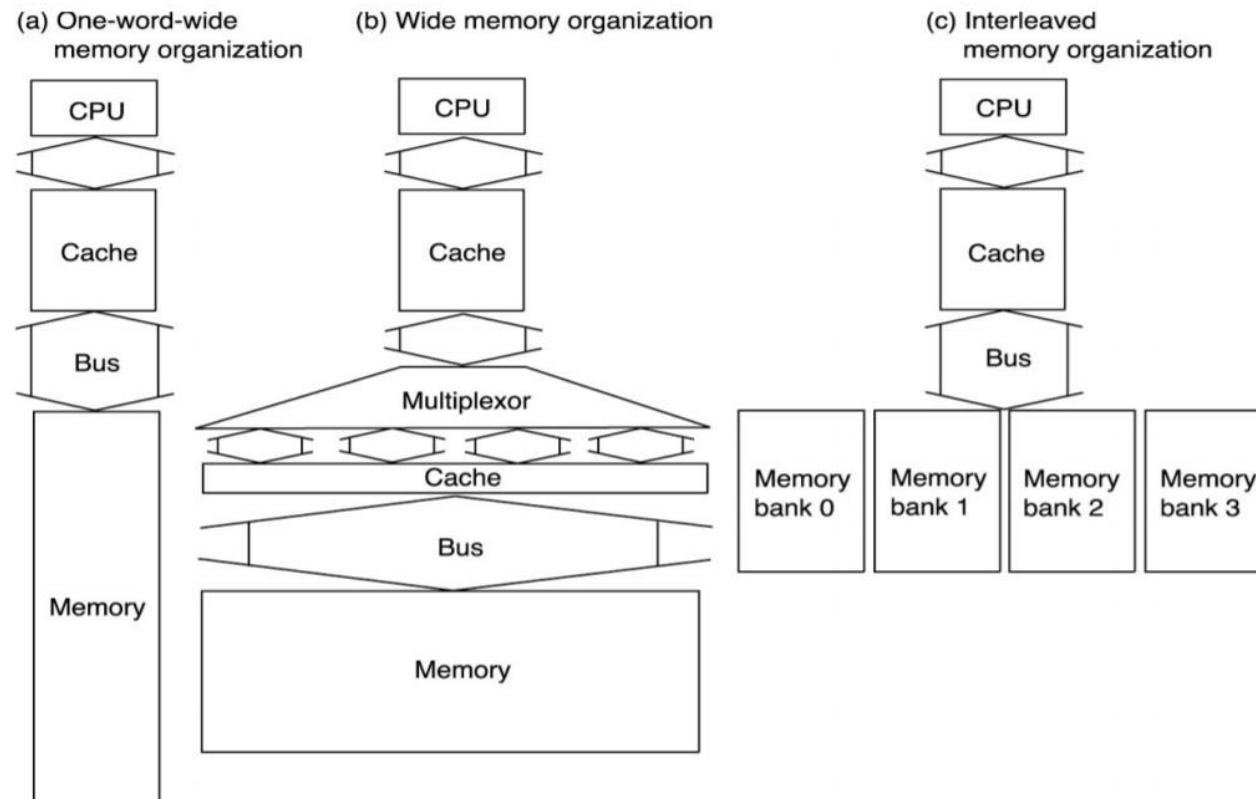 (a) One-word-wide
memory organization
CPU
Cache
Bus
Memory
(b) Wide memory organization
CPU
Cache
Multiplexor
Cache
Bus
Memory
(c) Interleaved
memory organization
CPU
Cache
Bus
Memory
bank 0
Memory
bank 1
Memory
bank 2
Memory
bank 3